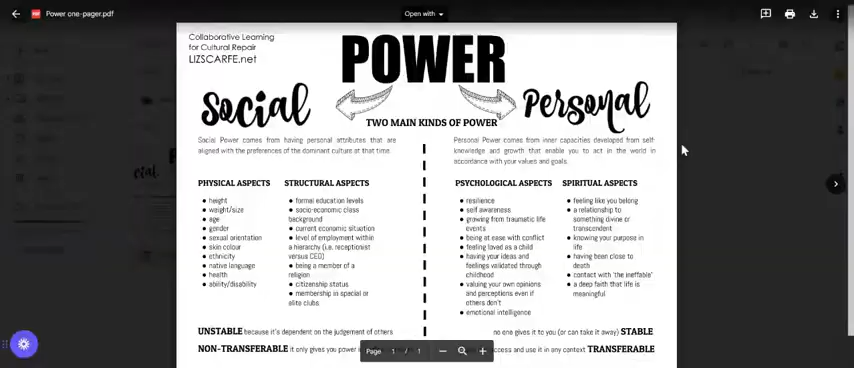 Power one-pager.pdf
Open with
Collaborative Learning
for Cultural Repair
LIZSCARFE.net
POWER
Social
Personal
TWO MAIN KINDS OF POWER
Social Power comes from having personal attributes that are
aligned with the preferences of the dominant culture at that time.
Personal Power comes from inner capacities developed from self-
knowledge and growth that enable you to act in the world in
accordance with your values and goals.
PHYSICAL ASPECTS
• height
• weight/size
• age
• gender
• sexual orientation
• skin colour
• ethnicity
• native language
• health
• ability/disability
STRUCTURAL ASPECTS
• formal education levels
• socio-economic class
background
• current economic situation
• level of employment within
a hierarchy (i.e. receptionist
versus CEO)
• being a member of a
religion
• citizenship status
• membership in special or
elite clubs
PSYCHOLOGICAL ASPECTS
• resilience
• self awareness
• growing from traumatic life
events
• being at ease with conflict
• feeling loved as a child
• having your ideas and
feelings validated through
childhood
• valuing your own opinions
and perceptions even if
others don't
• emotional intelligence
SPIRITUAL ASPECTS
• feeling like you belong
• a relationship to
something divine or
transcendent
• knowing your purpose in
life
• having been close to
death
• contact with 'the ineffable'
• a deep faith that life is
meaningful
UNSTABLE because it's dependent on the judgement of others
no one gives it to you (or can take it away) STABLE
NON-TRANSFERABLE it only gives you power
and use it in any context TRANSFERABLE
Page 1 / 1